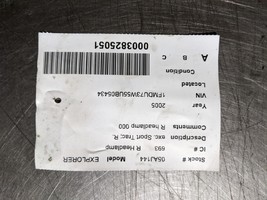 Stock # 05AJ144 Model EXPLORER
IC # 693 R Headlamp
Description exc. Sport Trac; R.
Comments R headlamp 000
Year 2005
VIN 1FMDU73W55UB05434
Located
Condition
A B C
0003825051